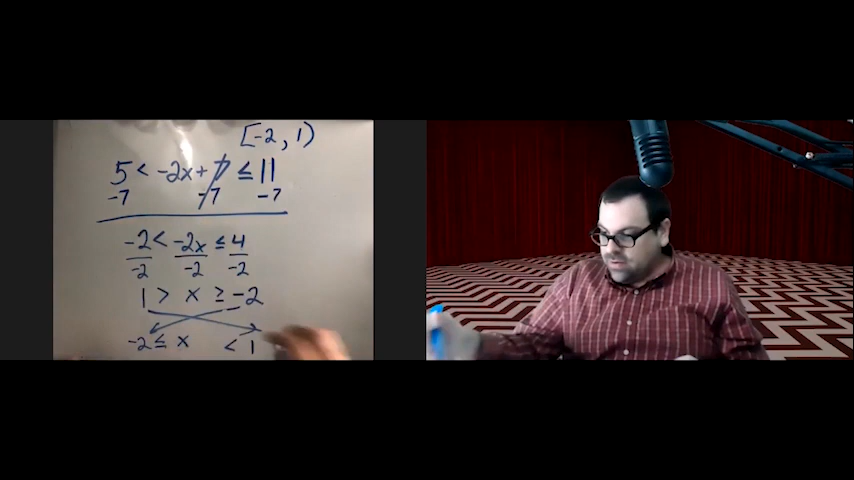 [-2, 1)
5 < -2x + 7 ≤ 11
-7 -7 -7
-2 < -2x ≤ 4
-2 -2 -2
1 > x ≥ -2
-2 ≤ x < 1